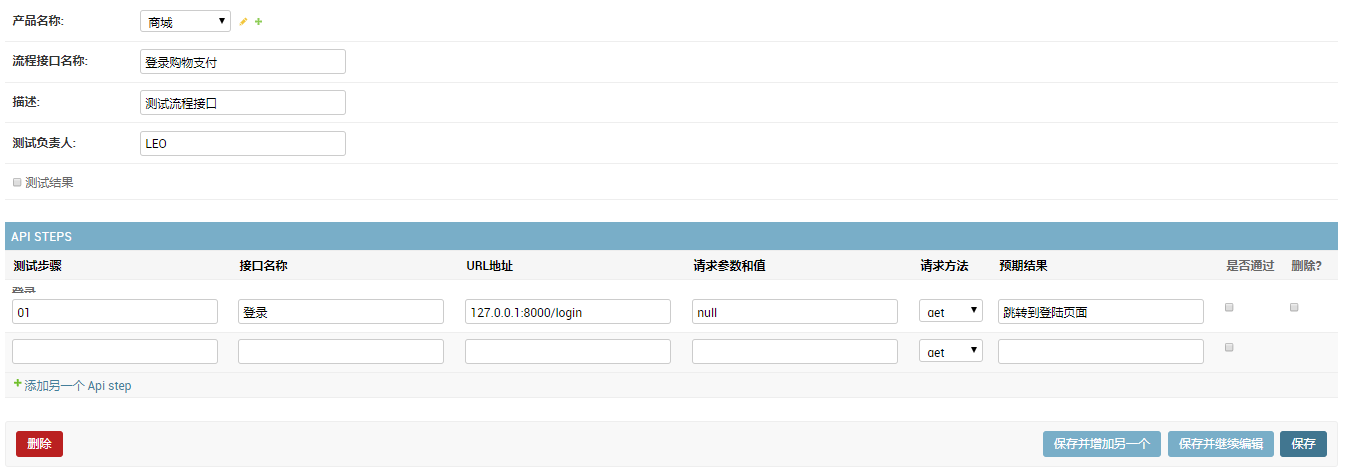 产品名称: 商城
流程接口名称: 登录购物支付
描述: 测试流程接口
测试负责人: LEO
测试结果
API STEPS
测试步骤 接口名称 URL地址 请求参数和值 请求方法 预期结果 是否通过 删除?
登录
01 登录 127.0.0.1:8000/login null get 跳转到登陆页面
get
添加另一个 Api step
删除 保存并增加另一个 保存并继续编辑 保存